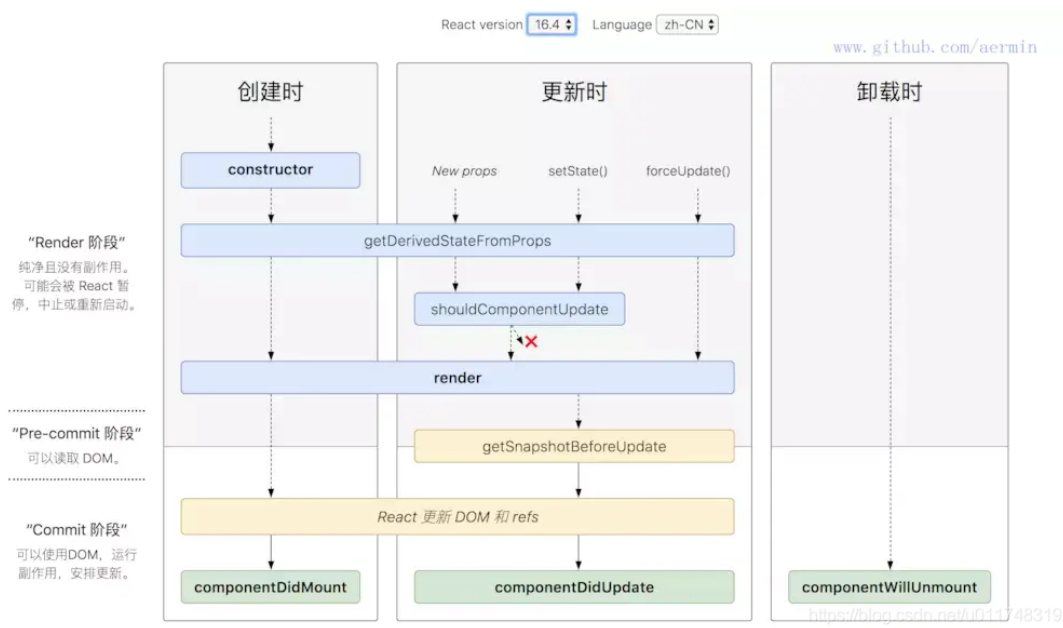 React version 16.4 Language zh-CN
www.github.com/aermin
创建时
更新时
卸载时
constructor
New props
setState()
forceUpdate()
getDerivedStateFromProps
“Render 阶段”
纯净且没有副作用。
可能会被 React 暂
停，中止或重新启动。
shouldComponentUpdate
render
“Pre-commit 阶段”
可以读取 DOM。
getSnapshotBeforeUpdate
React 更新 DOM 和 refs
“Commit 阶段”
可以使用DOM，运行
副作用，安排更新。
componentDidMount
componentDidUpdate
componentWillUnmount
https://blog.csdn.net/u011748319